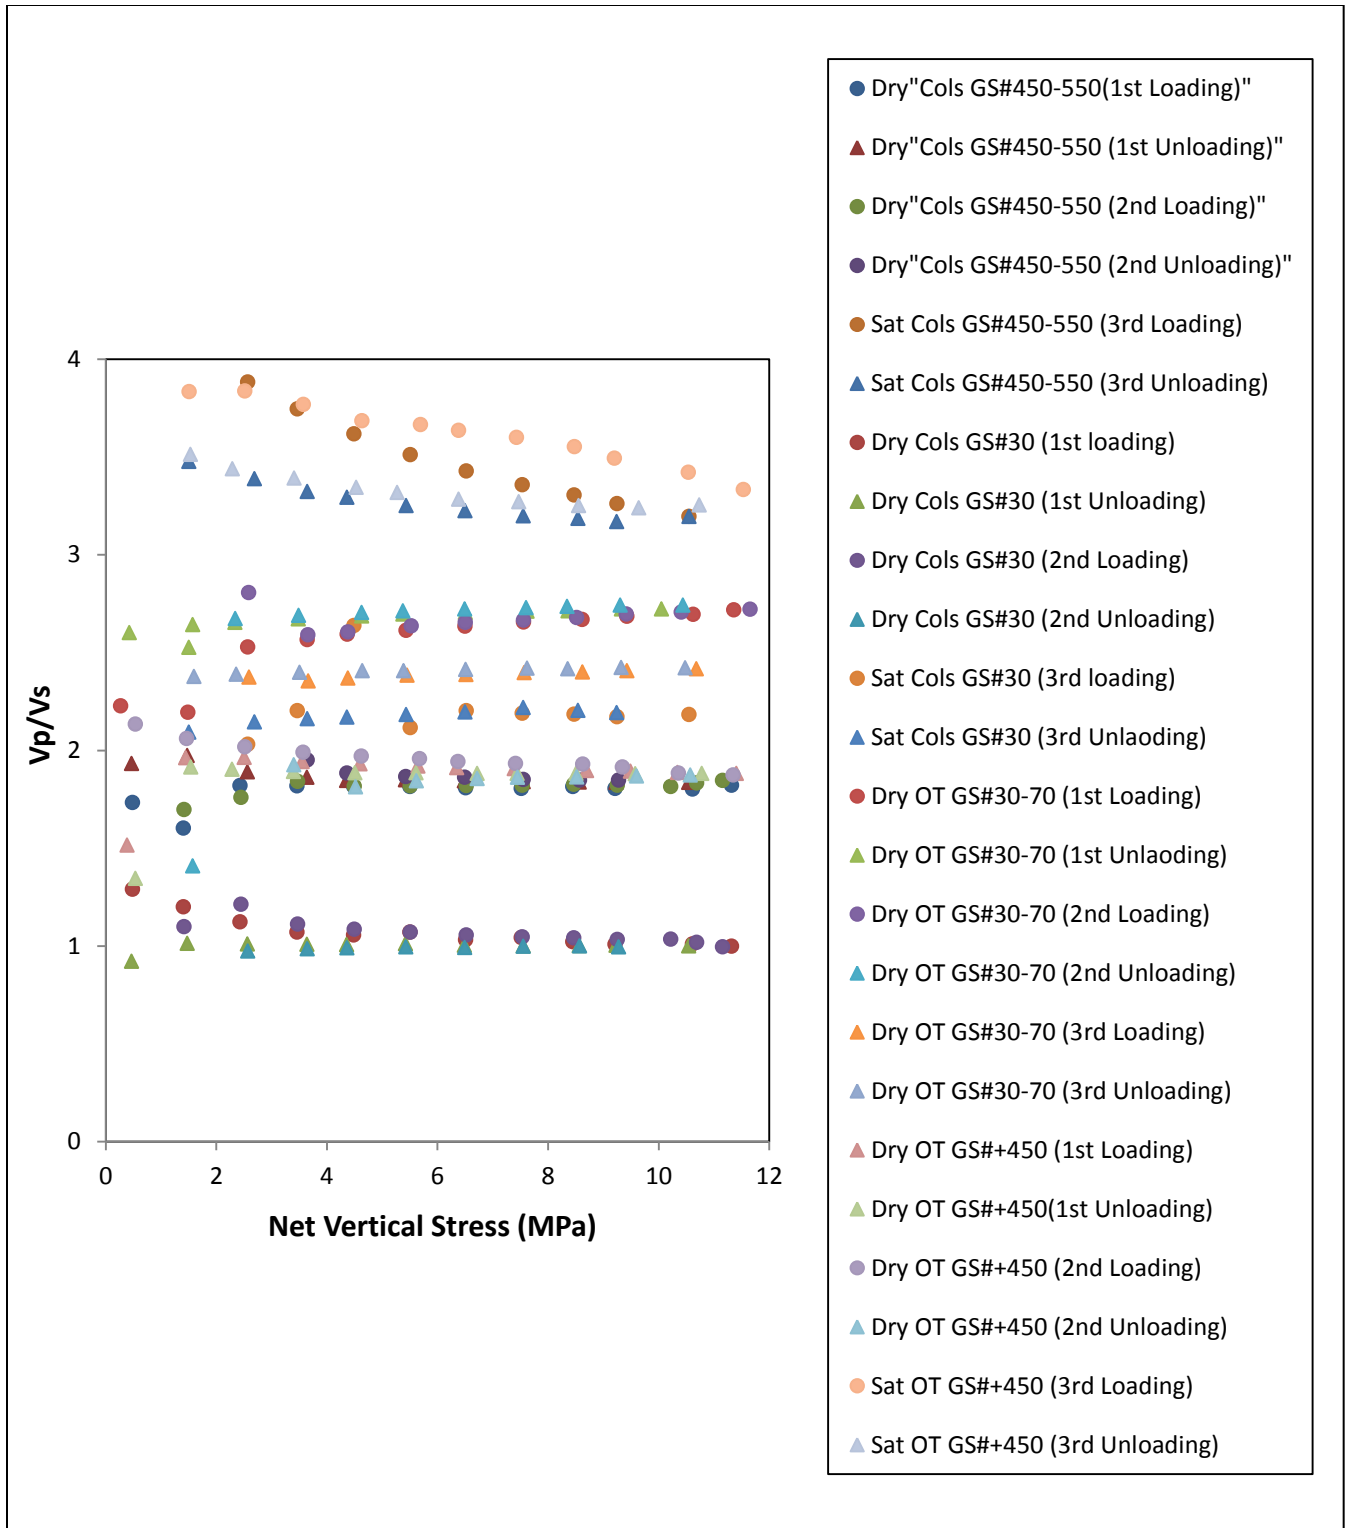 Dry"Cols GS#450-550(1st Loading)"
Dry"Cols GS#450-550 (1st Unloading)"
Dry"Cols GS#450-550 (2nd Loading)"
Dry"Cols GS#450-550 (2nd Unloading)"
Sat Cols GS#450-550 (3rd Loading)
Sat Cols GS#450-550 (3rd Unloading)
Dry Cols GS#30 (1st loading)
Dry Cols GS#30 (1st Unloading)
Dry Cols GS#30 (2nd Loading)
Dry Cols GS#30 (2nd Unloading)
Sat Cols GS#30 (3rd loading)
Sat Cols GS#30 (3rd Unlaoding)
Dry OT GS#30-70 (1st Loading)
Dry OT GS#30-70 (1st Unlaoding)
Dry OT GS#30-70 (2nd Loading)
Dry OT GS#30-70 (2nd Unloading)
Dry OT GS#30-70 (3rd Loading)
Dry OT GS#30-70 (3rd Unloading)
Dry OT GS#+450 (1st Loading)
Dry OT GS#+450(1st Unloading)
Dry OT GS#+450 (2nd Loading)
Dry OT GS#+450 (2nd Unloading)
Sat OT GS#+450 (3rd Loading)
Sat OT GS#+450 (3rd Unloading)
4
3
2
1
0
Vp/Vs
0 2 4 6 8 10 12
Net Vertical Stress (MPa)